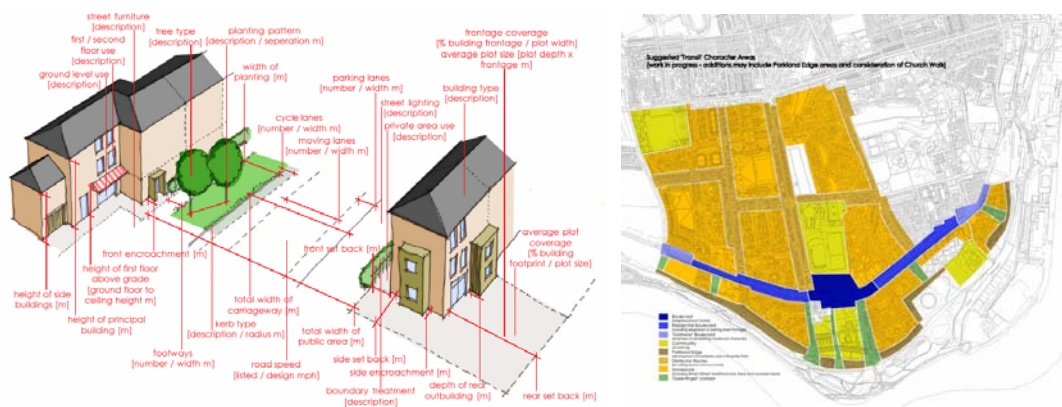 street furniture
[description]
first / second
floor use
[description]
ground level use
[description]
tree type
[description]
planting pattern
[description / seperation m]
width of
planting [m]
frontage coverage
[% building frontage / plot width]
average plot size [plot depth x
frontage m]
parking lanes
[number / width m]
building type
[description]
street lighting
[description]
private area use
[description]
cycle lanes
[number / width m]
moving lanes
[number / width m]
average plot
coverage
[% building
footprint / plot size]
front encroachment [m]
front set back [m]
height of side
buildings [m]
height of first floor
above grade
[ground floor to
ceiling height m]
height of principal
building [m]
total width of
carriageway [m]
kerb type
[description / radius m]
footways
[number / width m]
road speed
[listed / design mph]
total width of
public area [m]
side set back [m]
side encroachment [m]
boundary treatment
[description]
depth of rear
outbuilding [m]
rear set back [m]
Suggested 'Transit' Character Areas
(work in progress - additions may include Parkland Edge areas and consideration of Church Walk)
Boulevard
Residential Boulevard
Community
Parkland Edge
Homezone